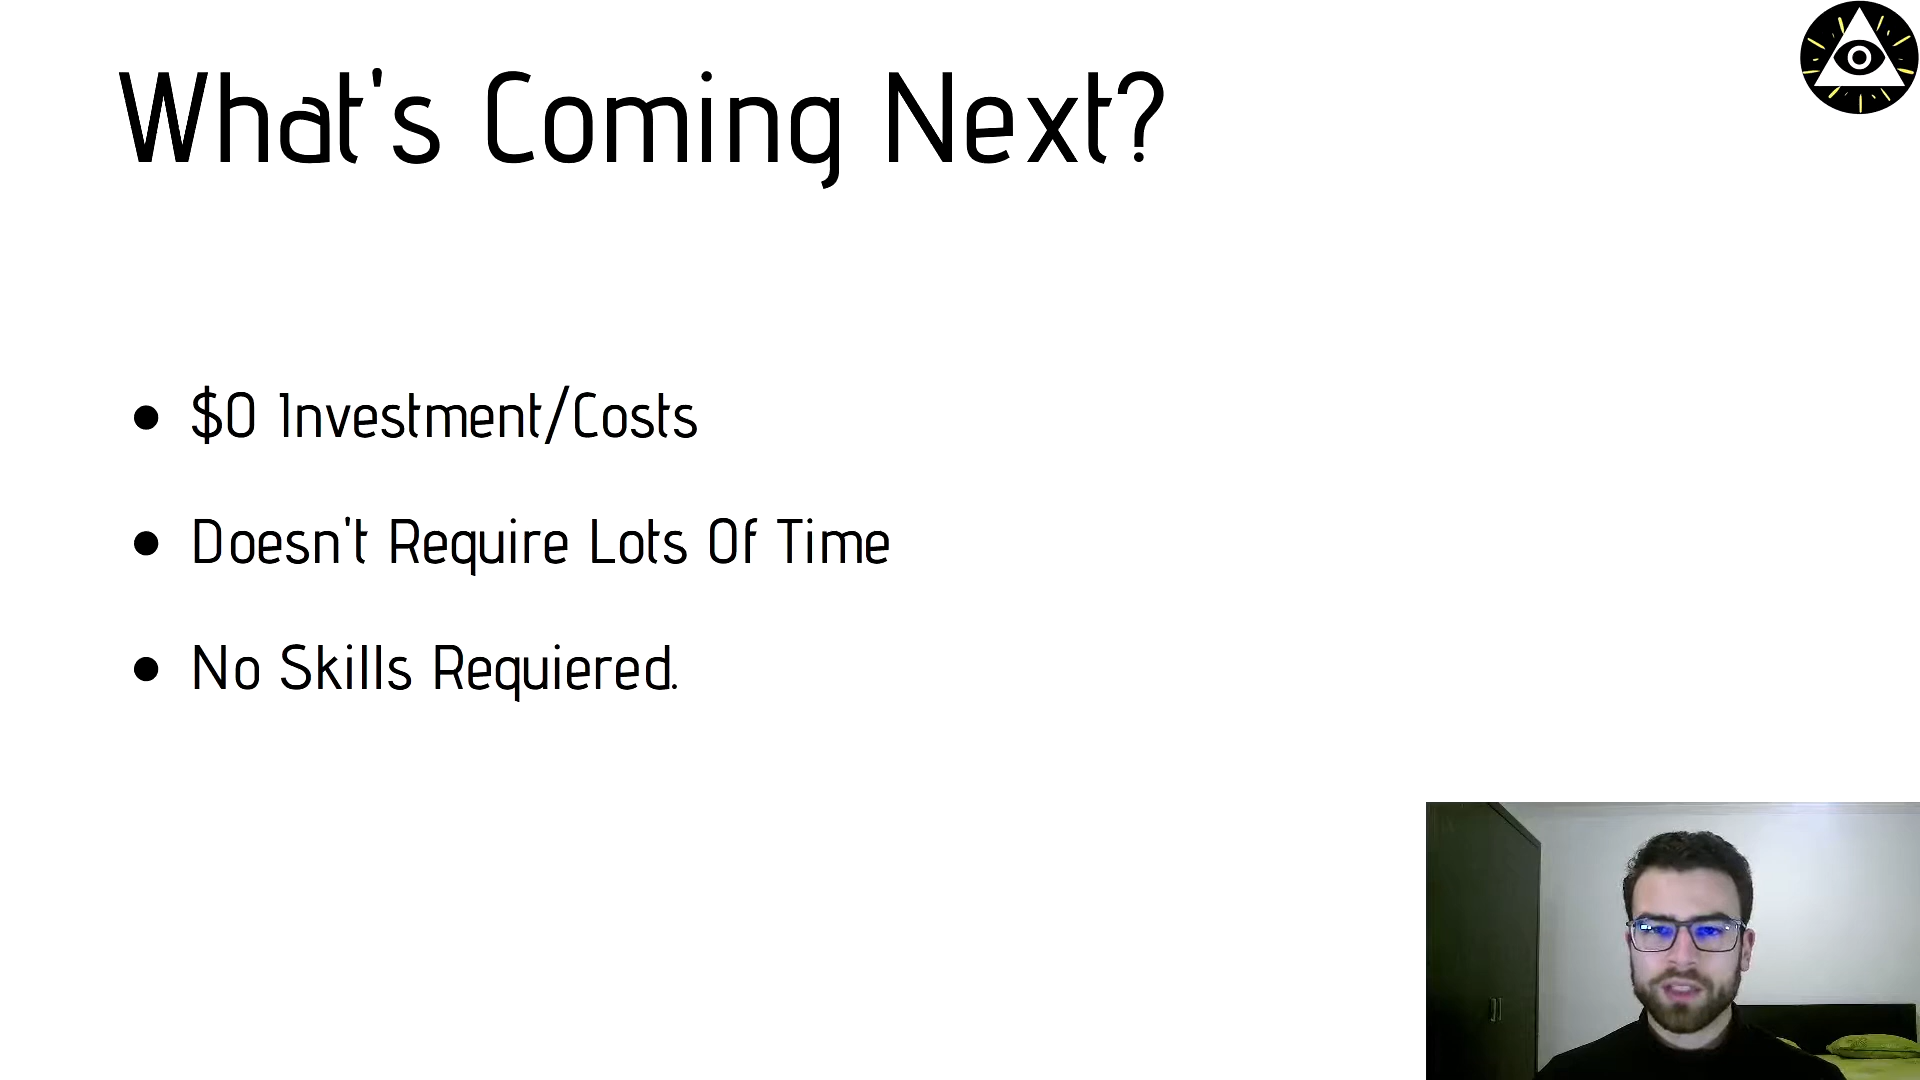 What's Coming Next?
● $0 Investment/Costs
● Doesn't Require Lots Of Time
● No Skills Requiered.